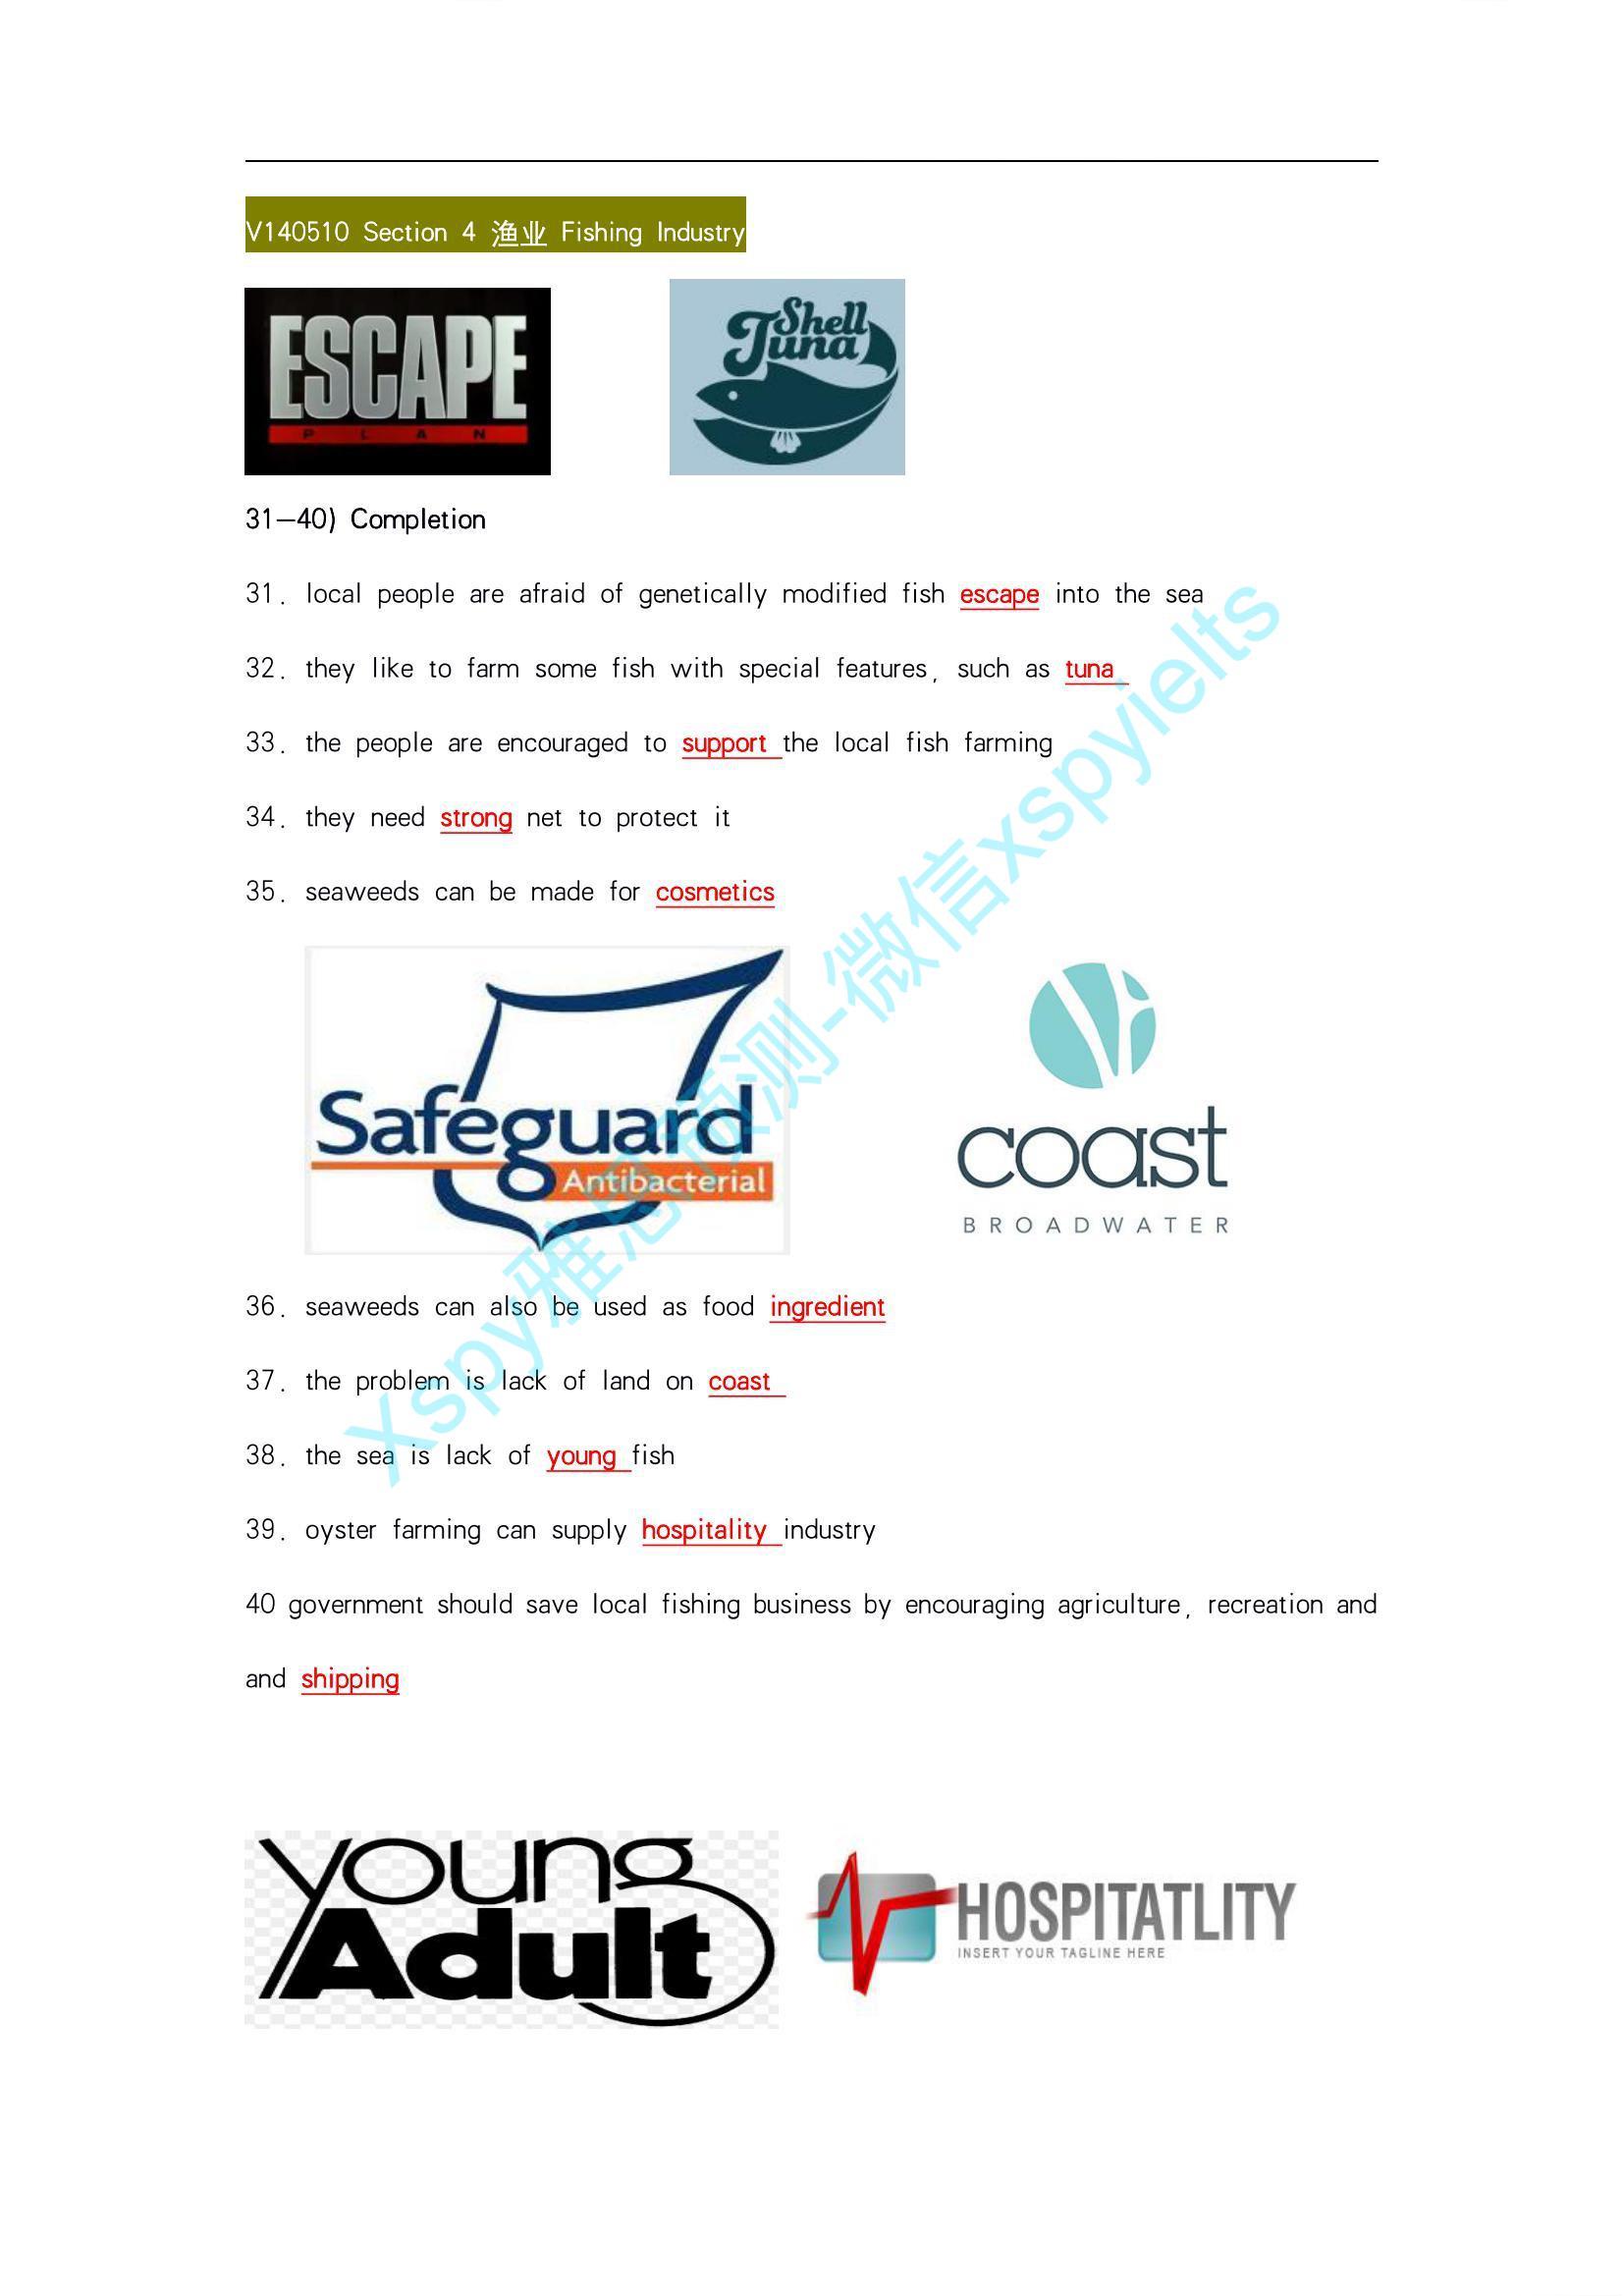 V140510 Section 4 渔业 Fishing Industry
ESCAPE
PLAN
Shell
Tuna
31—40) Completion
31. local people are afraid of genetically modified fish escape into the sea
32. they like to farm some fish with special features, such as tuna
33. the people are encouraged to support the local fish farming
34. they need strong net to protect it
35. seaweeds can be made for cosmetics
Safeguard
Antibacterial
coast
BROADWATER
36. seaweeds can also be used as food ingredient
37. the problem is lack of land on coast
38. the sea is lack of young fish
39. oyster farming can supply hospitality industry
40 government should save local fishing business by encouraging agriculture, recreation and
and shipping
young
Adult
HOSPITATLITY
INSERT YOUR TAGLINE HERE
Xspy雅思预测-微信xspyielts